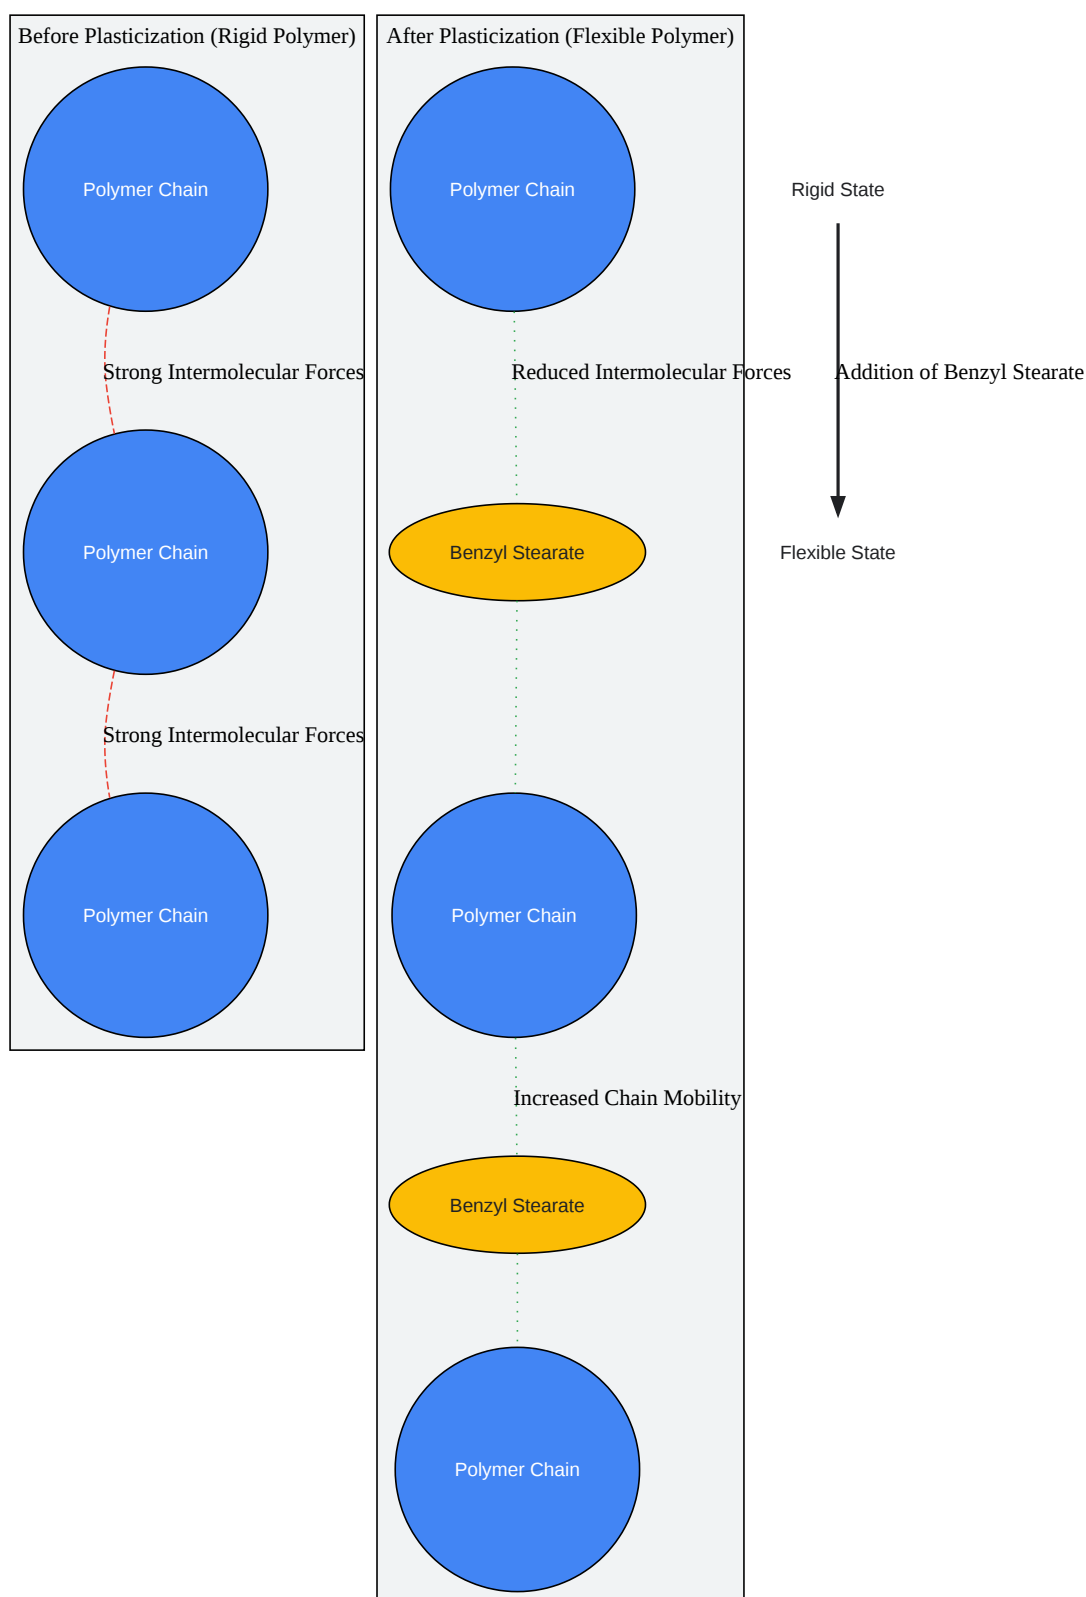 Before Plasticization (Rigid Polymer)
Polymer Chain
Strong Intermolecular Forces
Polymer Chain
Strong Intermolecular Forces
Polymer Chain
After Plasticization (Flexible Polymer)
Polymer Chain
Reduced Intermolecular Forces
Benzyl Stearate
Polymer Chain
Increased Chain Mobility
Benzyl Stearate
Polymer Chain
Rigid State
Addition of Benzyl Stearate
Flexible State